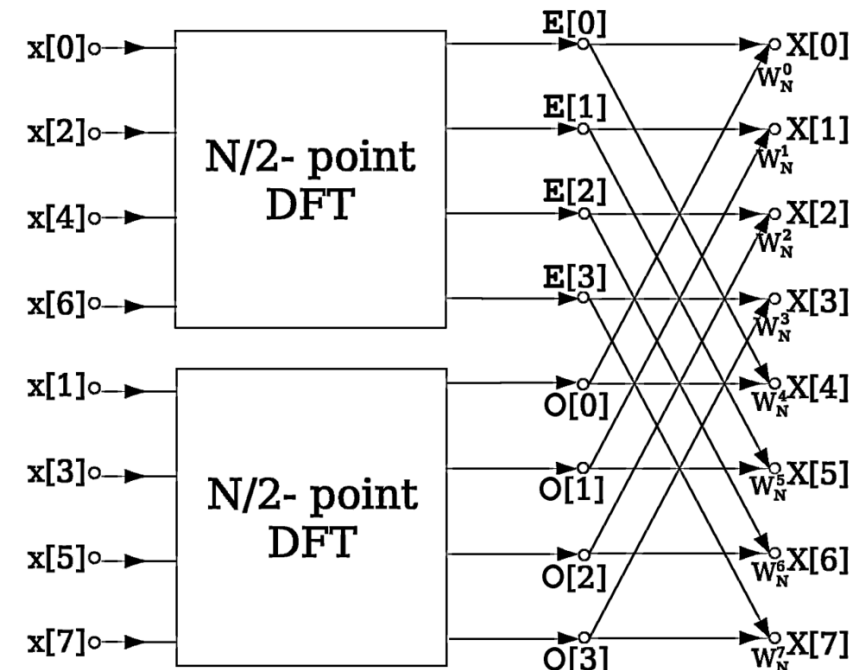 x[0]
x[2]
x[4]
x[6]
x[1]
x[3]
x[5]
x[7]
N/2- point
DFT
N/2- point
DFT
E[0]
E[1]
E[2]
E[3]
O[0]
O[1]
O[2]
O[3]
X[0]
W_N^0
X[1]
W_N^1
X[2]
W_N^2
X[3]
W_N^3
X[4]
W_N^4
X[5]
W_N^5
X[6]
W_N^6
X[7]
W_N^7